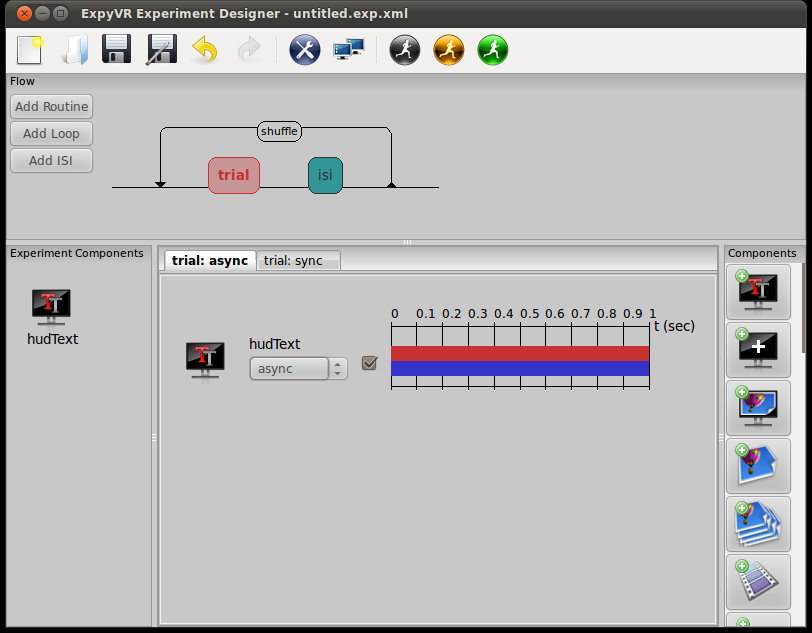 ExpyVR Experiment Designer - untitled.exp.xml
Flow
Add Routine
Add Loop
Add ISI
shuffle
trial
isi
Experiment Components
hudText
trial: async
trial: sync
hudText
async
0 0.1 0.2 0.3 0.4 0.5 0.6 0.7 0.8 0.9 1
t (sec)
Components